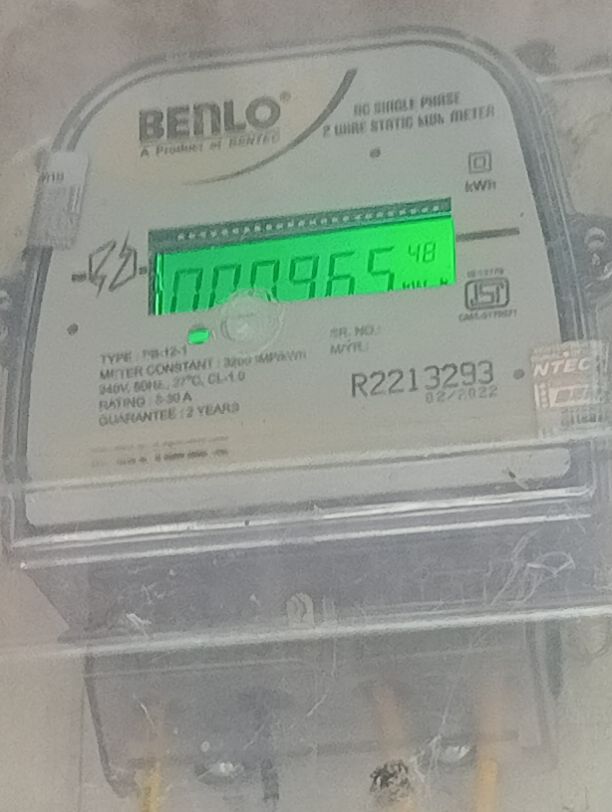 BENLO®
A Product of BENTEC
AC SINGLE PHASE
2 WIRE STATIC kWh METER
kWh
000965 48
TYPE : PB-12-1
METER CONSTANT : 3200 IMP/kWh
240V, 50Hz, 27°C, CL-1.0
RATING : 5-30 A
GUARANTEE : 2 YEARS
SR. NO.:
M/YR.:
R2213293
02/2022
NTEC